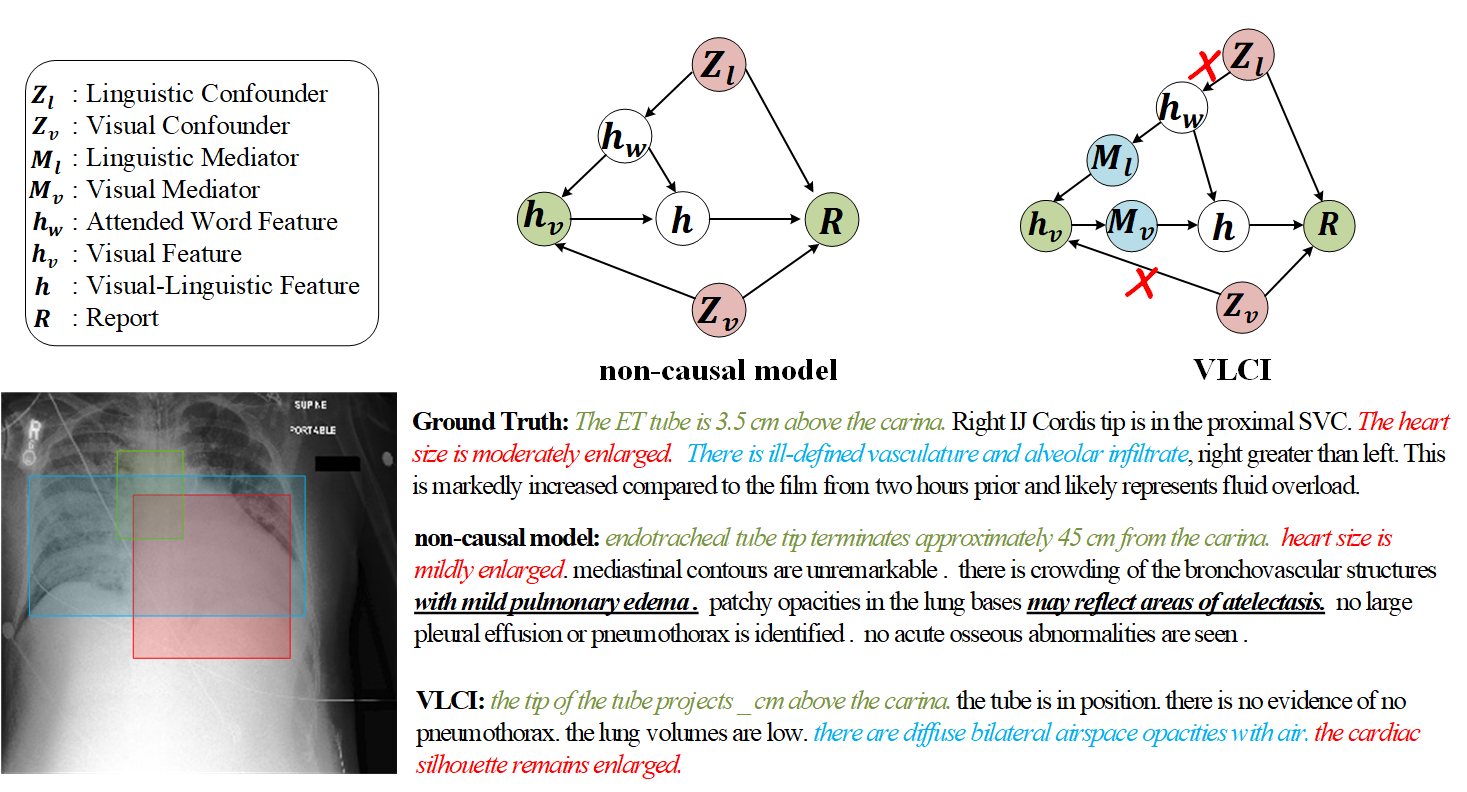 Z_l : Linguistic Confounder
Z_v : Visual Confounder
M_l : Linguistic Mediator
M_v : Visual Mediator
h_w : Attended Word Feature
h_v : Visual Feature
h : Visual-Linguistic Feature
R : Report
Z_l
h_w
h_v
h
R
Z_v
non-causal model
X
Z_l
h_w
M_l
h_v
M_v
h
R
X
Z_v
VLCI
R
SUPINE
PORTABLE
Ground Truth: The ET tube is 3.5 cm above the carina. Right IJ Cordis tip is in the proximal SVC. The heart
size is moderately enlarged. There is ill-defined vasculature and alveolar infiltrate, right greater than left. This
is markedly increased compared to the film from two hours prior and likely represents fluid overload.
non-causal model: endotracheal tube tip terminates approximately 45 cm from the carina. heart size is
mildly enlarged. mediastinal contours are unremarkable . there is crowding of the bronchovascular structures
with mild pulmonary edema . patchy opacities in the lung bases may reflect areas of atelectasis. no large
pleural effusion or pneumothorax is identified . no acute osseous abnormalities are seen .
VLCI: the tip of the tube projects _ cm above the carina. the tube is in position. there is no evidence of no
pneumothorax. the lung volumes are low. there are diffuse bilateral airspace opacities with air. the cardiac
silhouette remains enlarged.